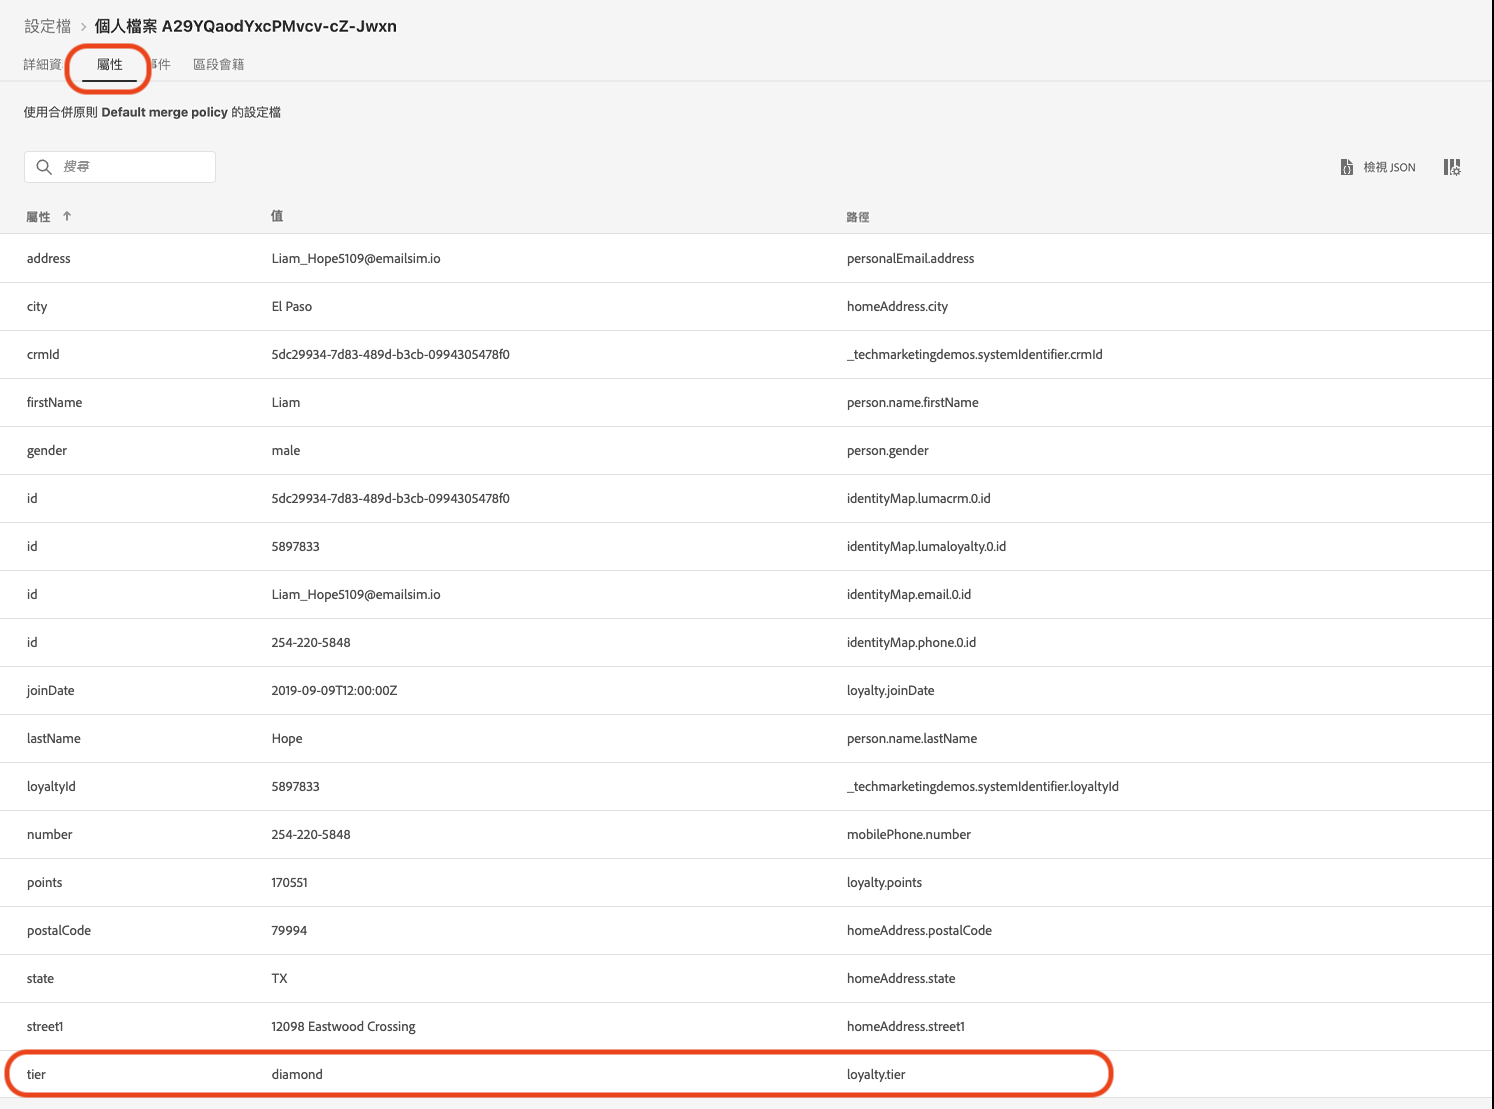 設定檔 > 個人檔案 A29YQaodYxcPMvcv-cZ-Jwxn
詳細資 屬性 事件 區段會籍
使用合併原則 Default merge policy 的設定檔
搜尋 檢視 JSON
屬性 ↑ 值 路徑
address Liam_Hope5109@emailsim.io personalEmail.address
city El Paso homeAddress.city
crmId 5dc29934-7d83-489d-b3cb-0994305478f0 _techmarketingdemos.systemIdentifier.crmId
firstName Liam person.name.firstName
gender male person.gender
id 5dc29934-7d83-489d-b3cb-0994305478f0 identityMap.lumacrm.0.id
id 5897833 identityMap.lumaloyalty.0.id
id Liam_Hope5109@emailsim.io identityMap.email.0.id
id 254-220-5848 identityMap.phone.0.id
joinDate 2019-09-09T12:00:00Z loyalty.joinDate
lastName Hope person.name.lastName
loyaltyId 5897833 _techmarketingdemos.systemIdentifier.loyaltyId
number 254-220-5848 mobilePhone.number
points 170551 loyalty.points
postalCode 79994 homeAddress.postalCode
state TX homeAddress.state
street1 12098 Eastwood Crossing homeAddress.street1
tier diamond loyalty.tier